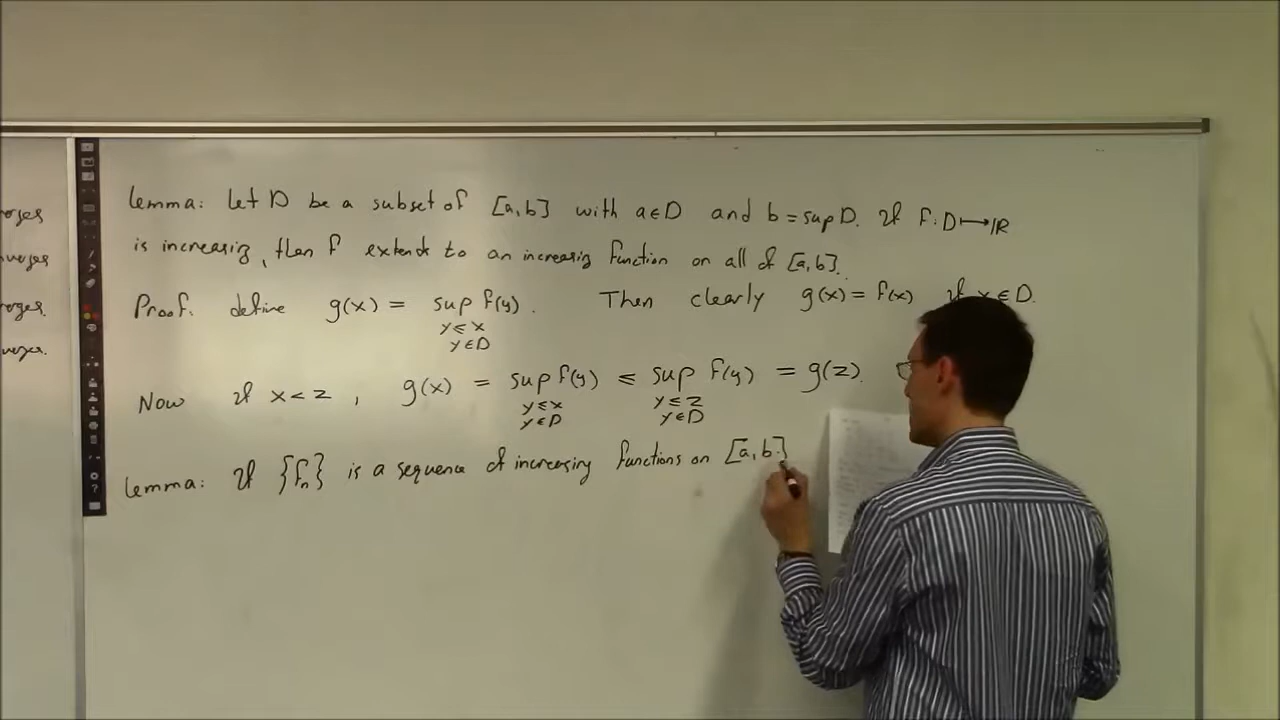 Lemma: Let D be a subset of [a,b] with a∈D and b = sup D. If f: D↦ℝ
is increasing, then f extends to an increasing function on all of [a,b].
Proof: define g(x) = sup f(y). Then clearly g(x) = f(x) if x∈D.
y≤x
y∈D
Now if x<z, g(x) = sup f(y) ≤ sup f(y) = g(z).
y≤x y≤z
y∈D y∈D
Lemma: If {fₙ} is a sequence of increasing functions on [a,b]